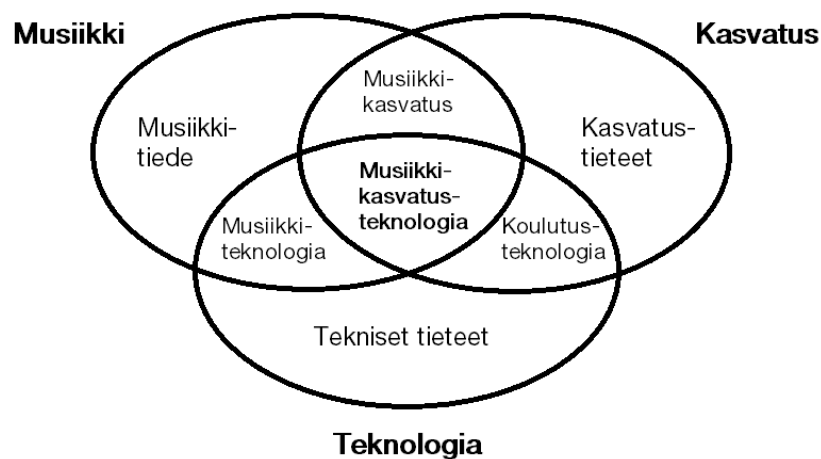 Musiikki
Kasvatus
Musiikki-
kasvatus
Musiikki-
tiede
Kasvatus-
tieteet
Musiikki-
kasvatus-
teknologia
Musiikki-
teknologia
Koulutus-
teknologia
Tekniset tieteet
Teknologia